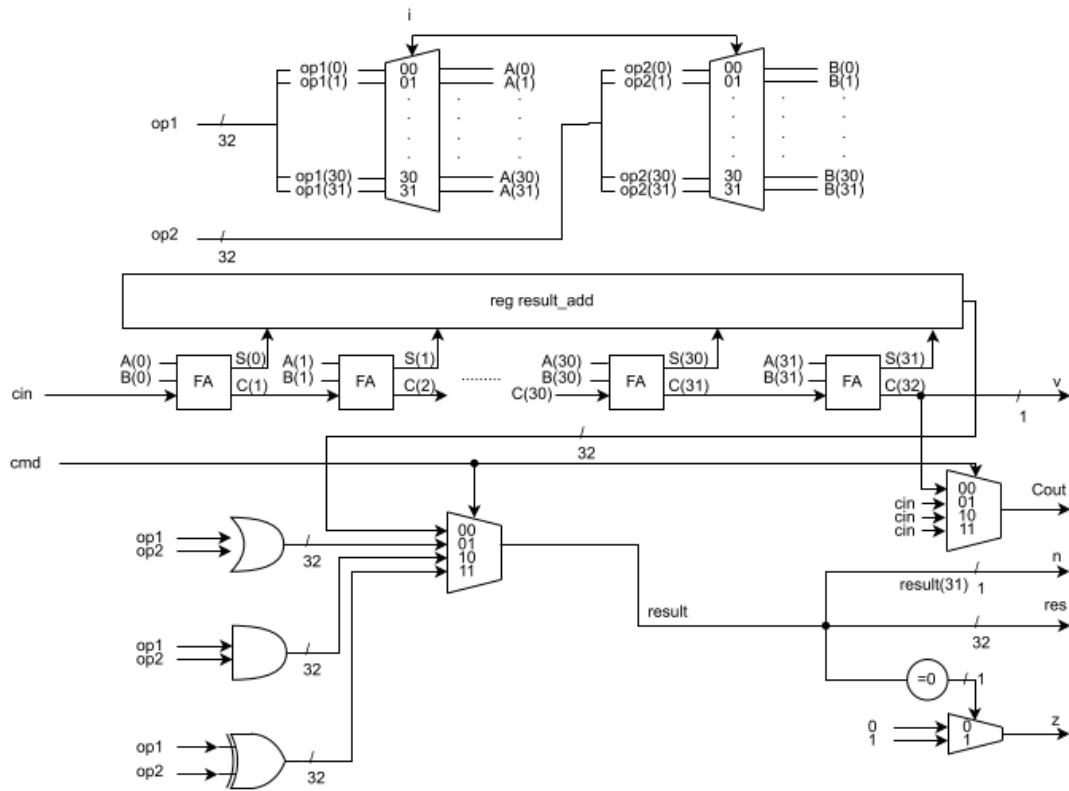 i
op1(0) 00 A(0) op2(0) 00 B(0)
op1(1) 01 A(1) op2(1) 01 B(1)
op1
32
op1(30) 30 A(30) op2(30) 30 B(30)
op1(31) 31 A(31) op2(31) 31 B(31)
op2
32
reg result_add
A(0) S(0) A(1) S(1) A(30) S(30) A(31) S(31)
B(0) FA B(1) FA B(30) FA B(31) FA
cin C(1) C(2) C(30) C(31) C(32) v
1
32
cmd
00 Cout
cin 01
cin 10
cin 11
op1
op2
32
00
01
10
11
n
result(31) 1
result res
32
op1
op2
32
=0 1
0 0 z
1 1
op1
op2
32